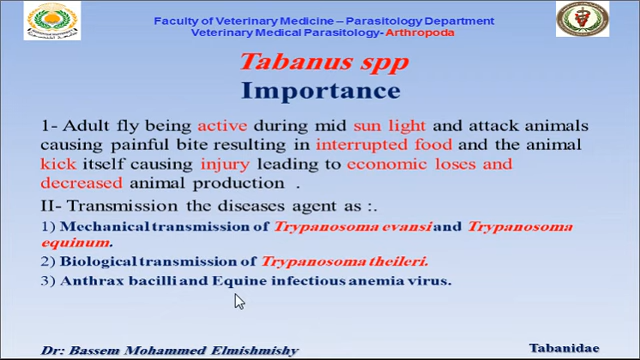 Faculty of Veterinary Medicine – Parasitology Department
Veterinary Medical Parasitology- Arthropoda
Tabanus spp
Importance
1- Adult fly being active during mid sun light and attack animals
causing painful bite resulting in interrupted food and the animal
kick itself causing injury leading to economic loses and
decreased animal production .
II- Transmission the diseases agent as :.
1) Mechanical transmission of Trypanosoma evansi and Trypanosoma
equinum.
2) Biological transmission of Trypanosoma theileri.
3) Anthrax bacilli and Equine infectious anemia virus.
Dr: Bassem Mohammed Elmishmishy
Tabanidae